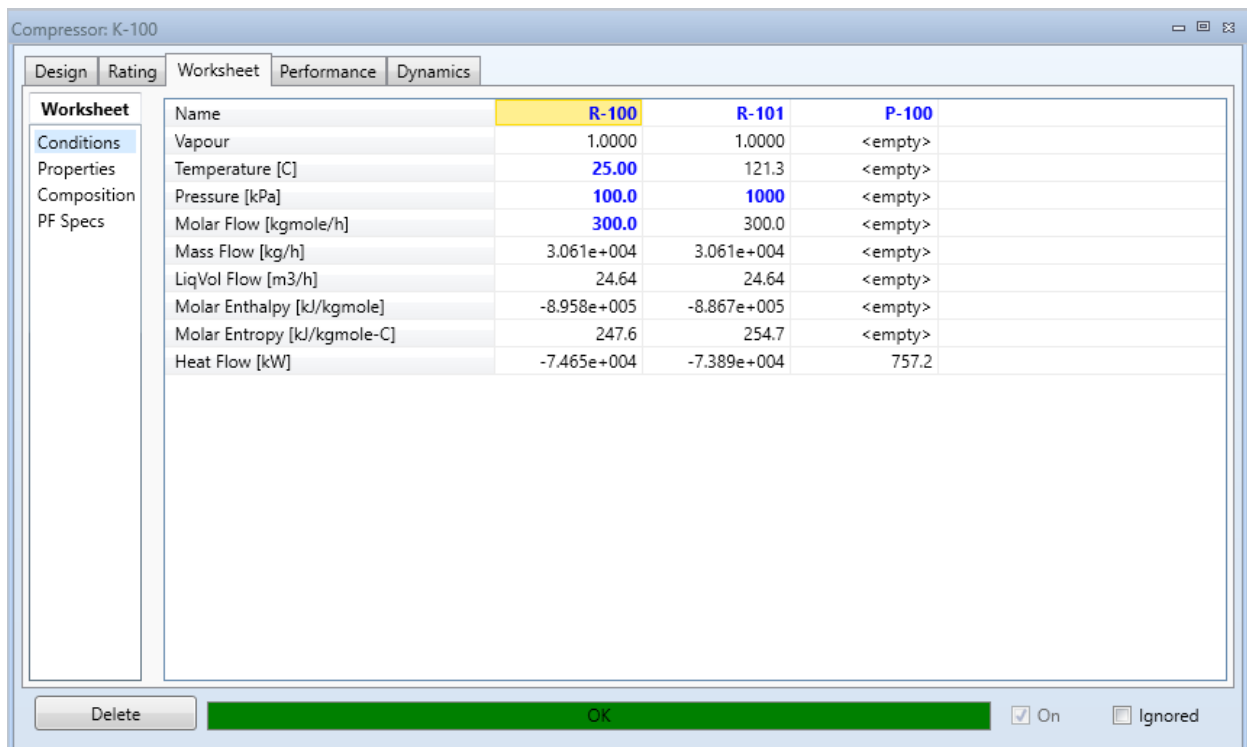 Compressor: K-100
Design Rating Worksheet Performance Dynamics
Worksheet
Conditions
Properties
Composition
PF Specs
Name R-100 R-101 P-100
Vapour 1.0000 1.0000 <empty>
Temperature [C] 25.00 121.3 <empty>
Pressure [kPa] 100.0 1000 <empty>
Molar Flow [kgmole/h] 300.0 300.0 <empty>
Mass Flow [kg/h] 3.061e+004 3.061e+004 <empty>
LiqVol Flow [m3/h] 24.64 24.64 <empty>
Molar Enthalpy [kJ/kgmole] -8.958e+005 -8.867e+005 <empty>
Molar Entropy [kJ/kgmole-C] 247.6 254.7 <empty>
Heat Flow [kW] -7.465e+004 -7.389e+004 757.2
Delete OK On Ignored